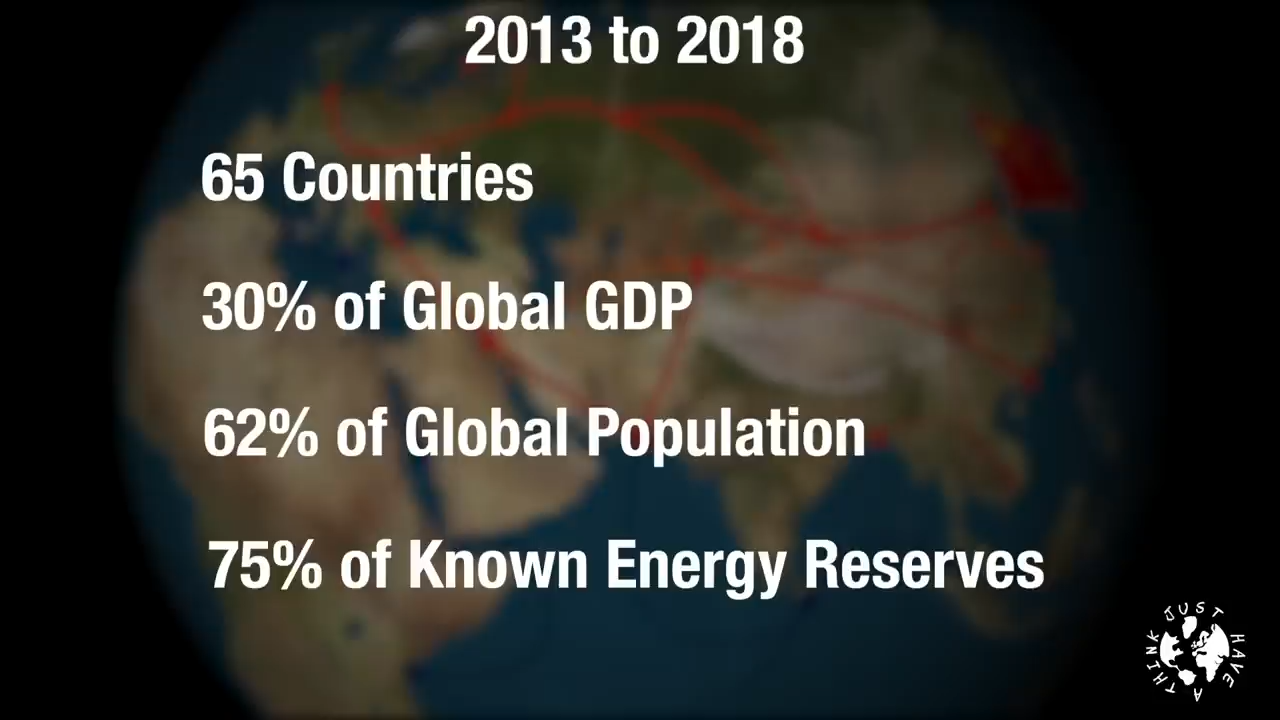 2013 to 2018
65 Countries
30% of Global GDP
62% of Global Population
75% of Known Energy Reserves
JUST HAVE A THINK